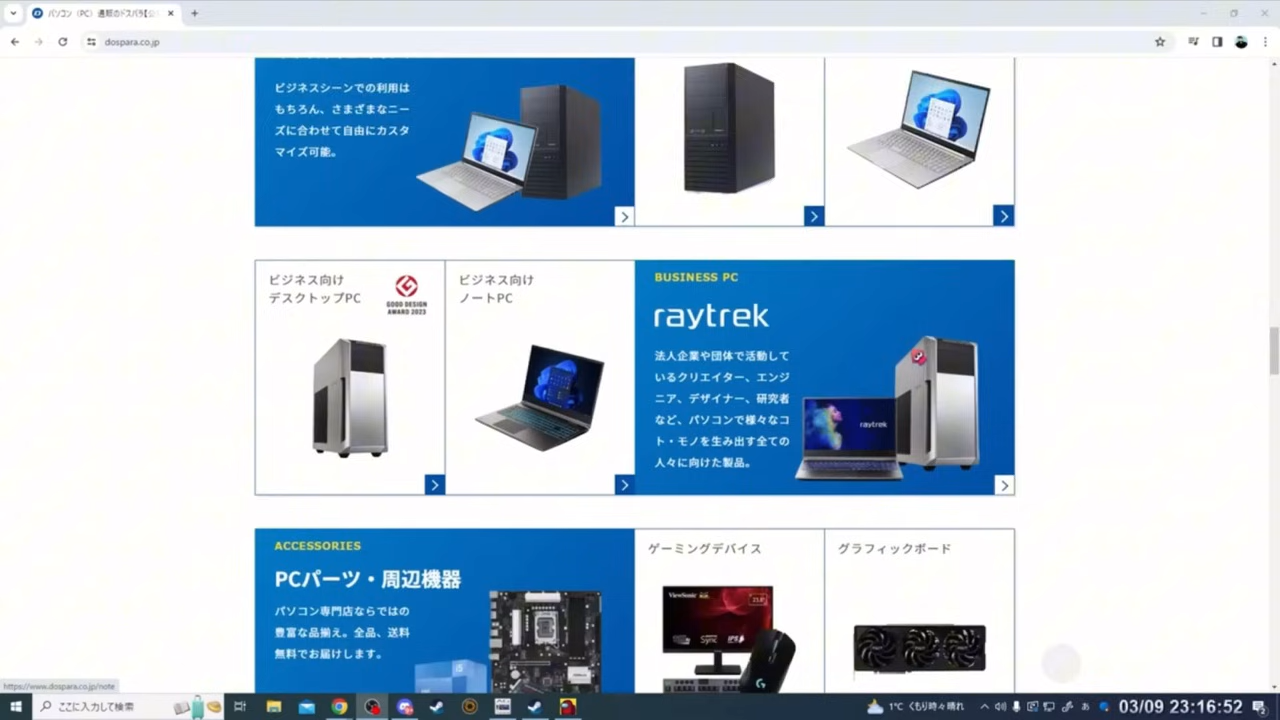 パソコン（PC）通販のドスパラ【公
dospara.co.jp
ビジネスシーンでの利用は
もちろん、さまざまなニー
ズに合わせて自由にカスタ
マイズ可能。
ビジネス向け
デスクトップPC
GOOD DESIGN
AWARD 2023
ビジネス向け
ノートPC
BUSINESS PC
raytrek
法人企業や団体で活動して
いるクリエイター、エンジ
ニア、デザイナー、研究者
など、パソコンで様々なコ
ト・モノを生み出す全ての
人々に向けた製品。
raytrek
ACCESSORIES
PCパーツ・周辺機器
パソコン専門店ならではの
豊富な品揃え。全品、送料
無料でお届けします。
i5
ゲーミングデバイス
ViewSonic
Sync
IPS
グラフィックボード
https://www.dospara.co.jp/note
ここに入力して検索
1°C くもり時々晴れ
あ
03/09 23:16:52